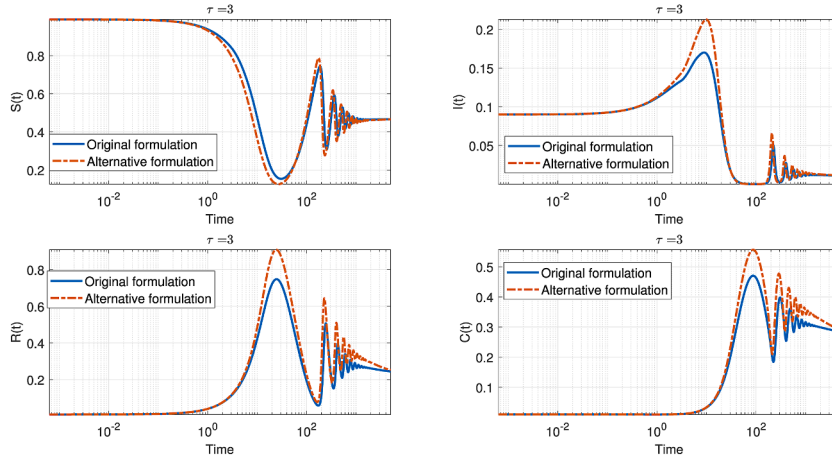 τ=3
0.8
0.6
0.4
0.2
S(t)
Original formulation
Alternative formulation
10^-2
10^0
10^2
Time
τ=3
0.2
0.15
0.1
0.05
I(t)
Original formulation
Alternative formulation
10^-2
10^0
10^2
Time
τ=3
0.8
0.6
0.4
0.2
R(t)
Original formulation
Alternative formulation
10^-2
10^0
10^2
Time
τ=3
0.5
0.4
0.3
0.2
0.1
C(t)
Original formulation
Alternative formulation
10^-2
10^0
10^2
Time